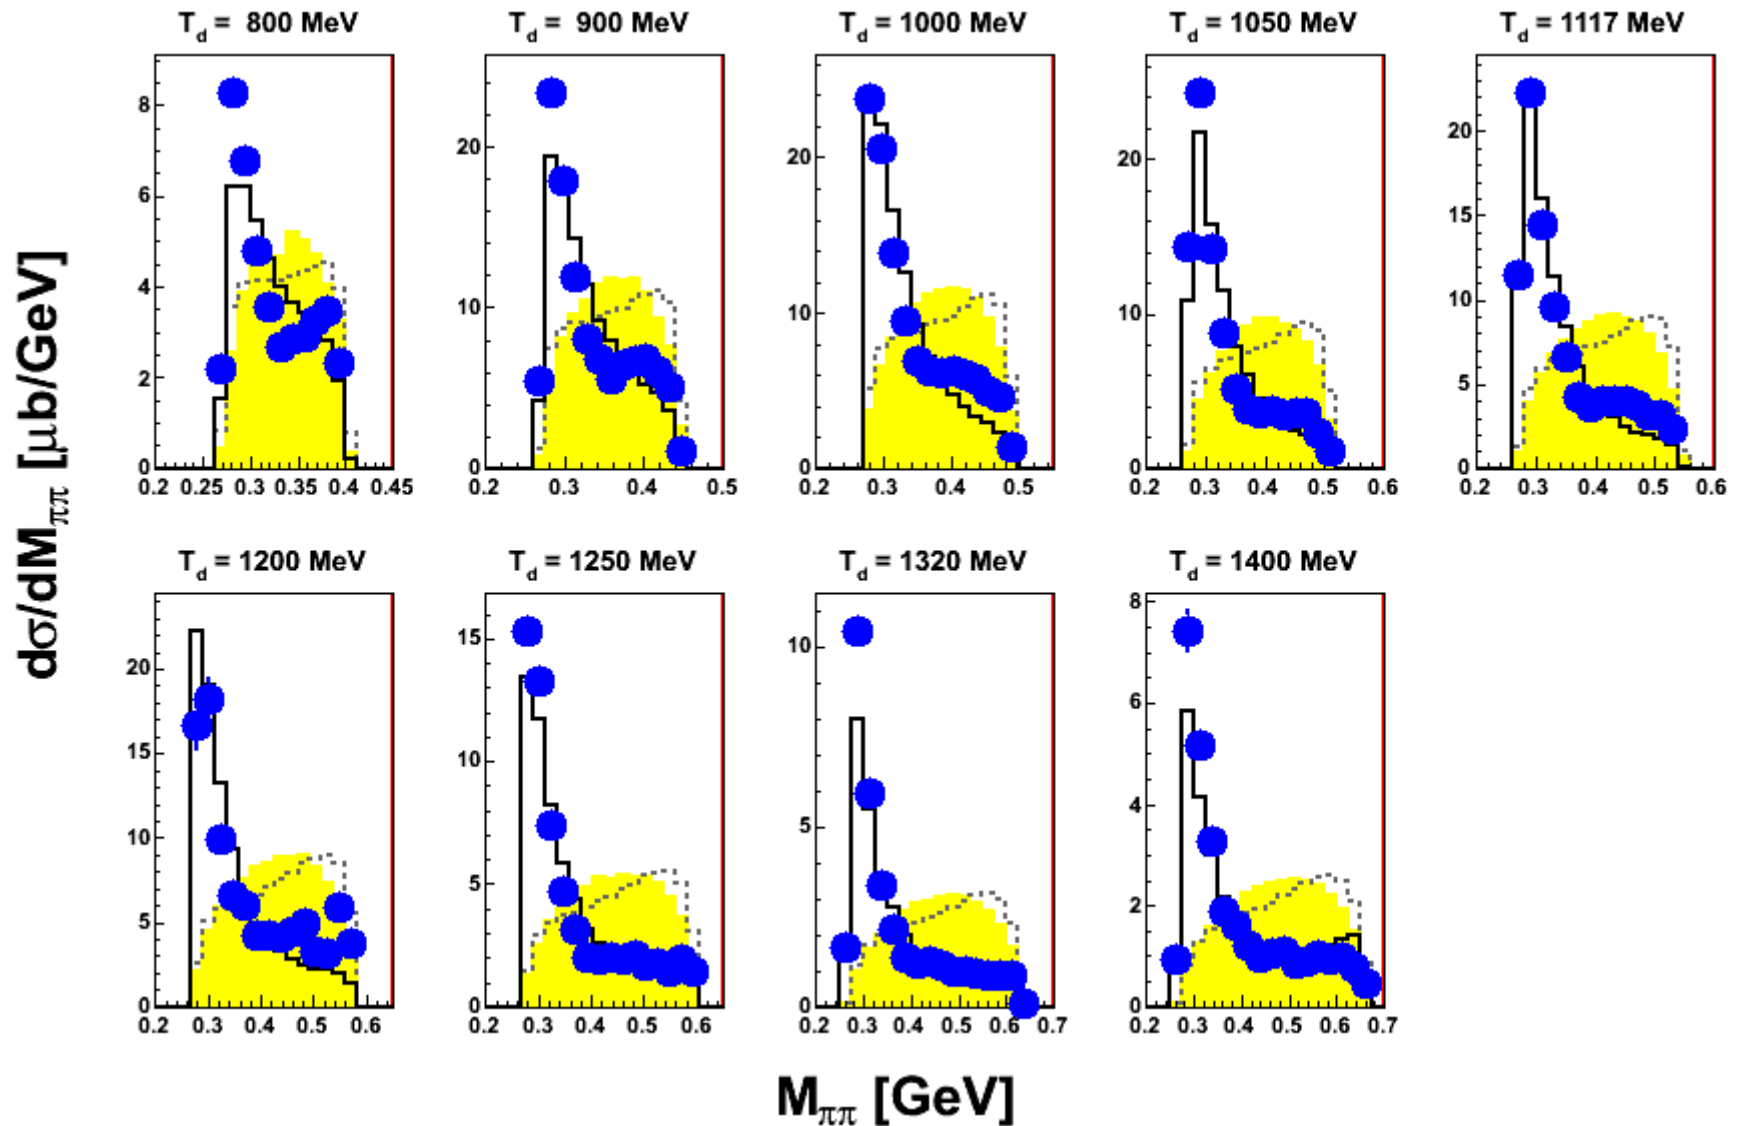 T_d = 800 MeV
T_d = 900 MeV
T_d = 1000 MeV
T_d = 1050 MeV
T_d = 1117 MeV
8
6
4
2
0
0.2 0.25 0.3 0.35 0.4 0.45
20
10
0
0.2 0.3 0.4 0.5
20
10
0
0.2 0.3 0.4 0.5
20
10
0
0.2 0.3 0.4 0.5 0.6
20
15
10
5
0
0.2 0.3 0.4 0.5 0.6
dσ/dM_ππ [μb/GeV]
T_d = 1200 MeV
T_d = 1250 MeV
T_d = 1320 MeV
T_d = 1400 MeV
20
15
10
5
0
0.2 0.3 0.4 0.5 0.6
15
10
5
0
0.2 0.3 0.4 0.5 0.6
10
5
0
0.2 0.3 0.4 0.5 0.6 0.7
8
6
4
2
0
0.2 0.3 0.4 0.5 0.6 0.7
M_ππ [GeV]